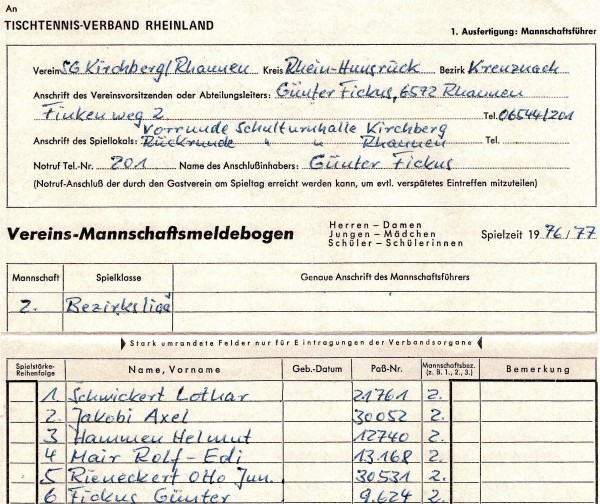 An
TISCHTENNIS-VERBAND RHEINLAND
1. Ausfertigung: Mannschaftsführer
Verein SG Kirchberg/Rhaunen Kreis Rhein-Hunsrück Bezirk Kreuznach
Anschrift des Vereinsvorsitzenden oder Abteilungsleiters: Günter Fickus, 6592 Rhaunen
Finkenweg 2 Tel. 06544/201
Vorrunde Schulturnhalle Kirchberg
Anschrift des Spiellokals: Rückrunde " " Rhaunen Tel.
Notruf Tel.-Nr. 201 Name des Anschlußinhabers: Günter Fickus
(Notruf-Anschluß der durch den Gastverein am Spieltag erreicht werden kann, um evtl. verspätetes Eintreffen mitzuteilen)
Vereins-Mannschaftsmeldebogen
Herren – Damen
Jungen – Mädchen
Schüler – Schülerinnen
Spielzeit 19 76/77
Mannschaft Spielklasse Genaue Anschrift des Mannschaftsführers
2. Bezirksliga
Stark umrandete Felder nur für Eintragungen der Verbandsorgane
Spielstärke-Reihenfolge Name, Vorname Geb.-Datum Paß-Nr. Mannschaftsbez. (z. B. 1., 2., 3.) Bemerkung
1. Schwickert Lothar 21761 2.
2. Jakobi Axel 30052 2.
3 Hammen Helmut 12740 2.
4 Mair Rolf-Edi 13.168 2.
5 Rieneckert Otto Jun. 30531 2.
6 Fickus Günter 9.624 2.